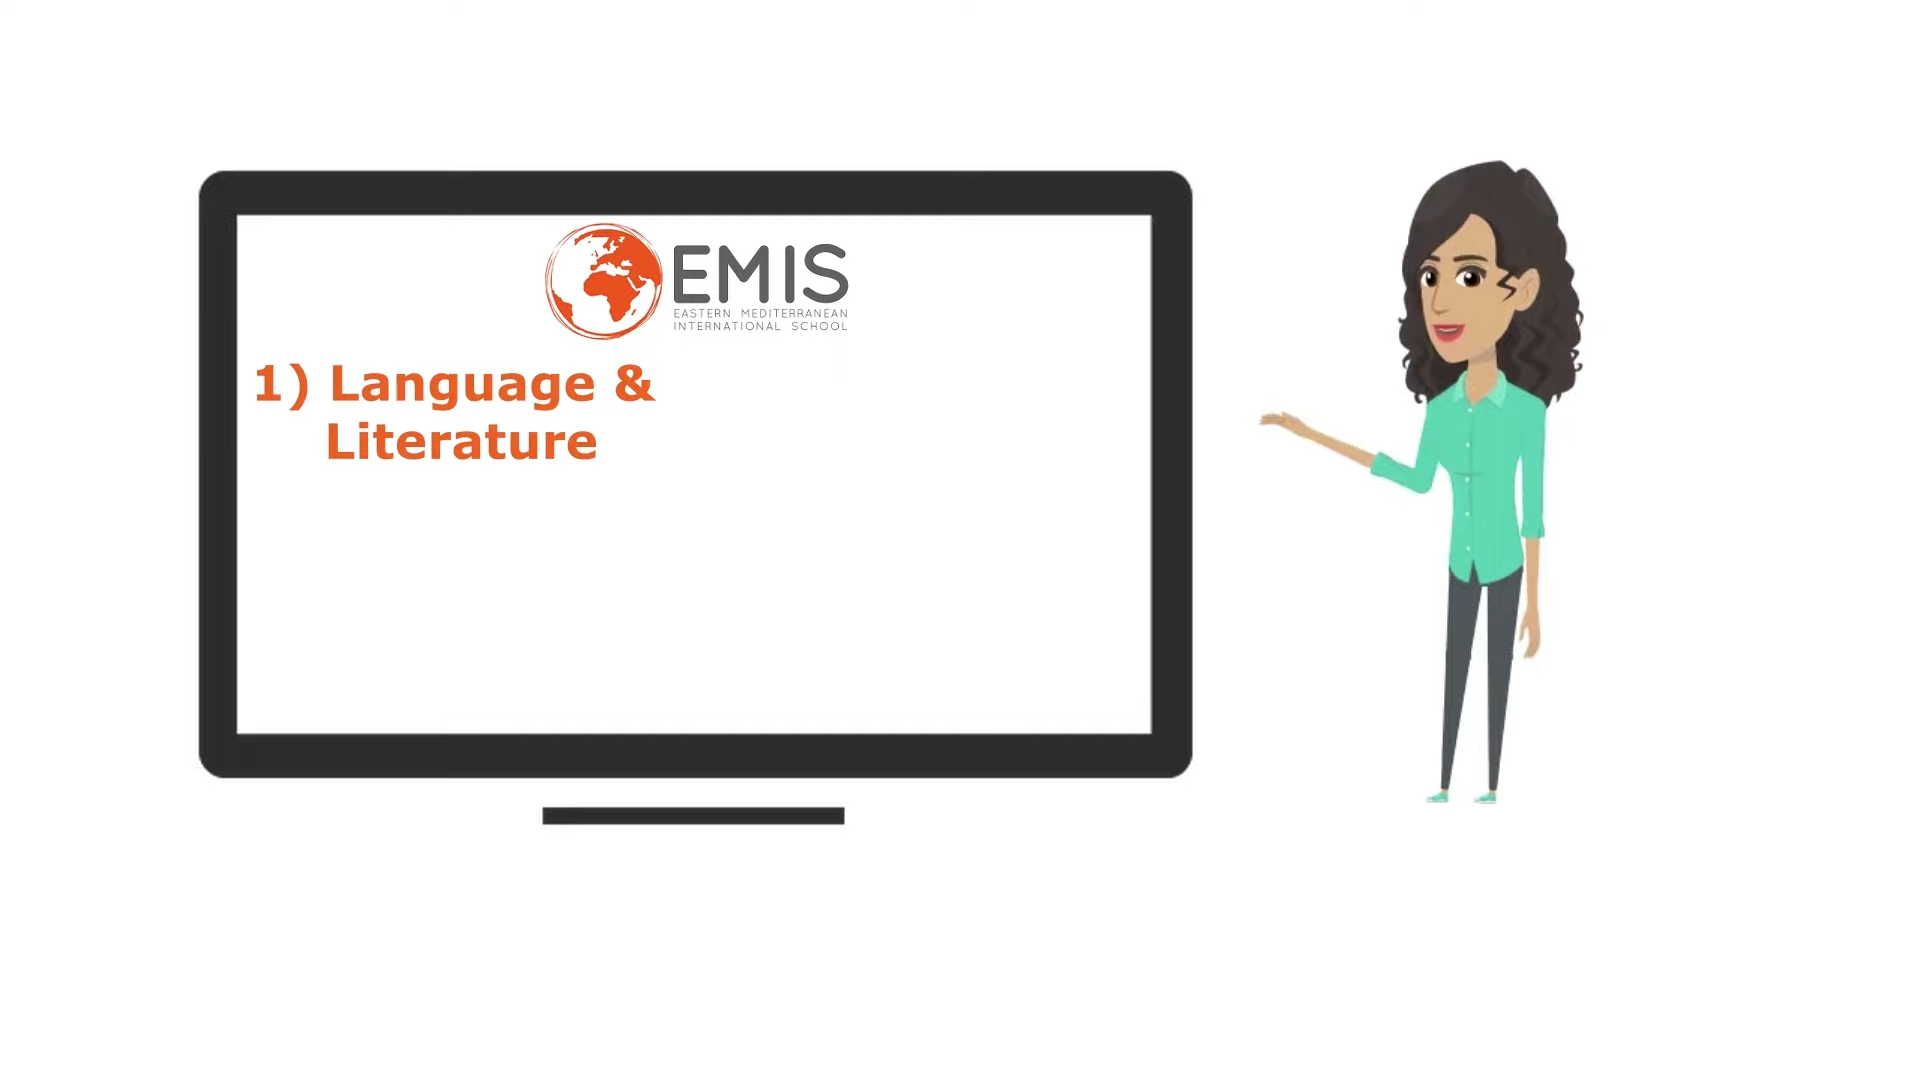 EMIS
EASTERN MEDITERRANEAN
INTERNATIONAL SCHOOL
1) Language &
Literature